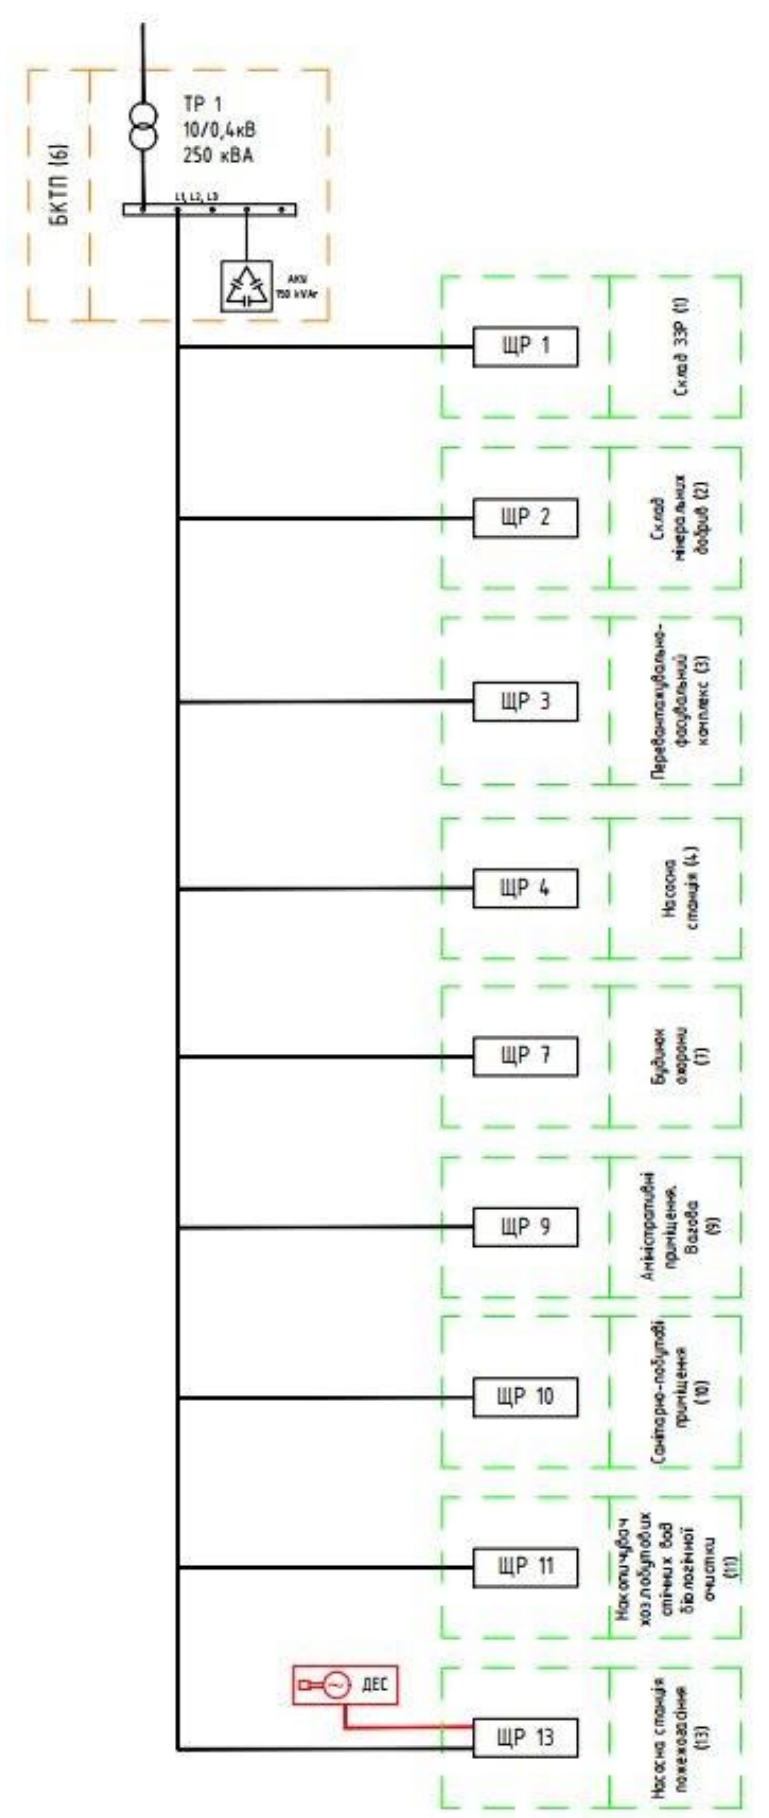 БКТП (6)
ТР 1
10/0,4кВ
250 кВА
L1, L2, L3
АКУ
150 kVAr
ЩР 1
Склад ЗЗР (1)
ЩР 2
Склад
мінеральних
добрив (2)
ЩР 3
Перевантажувально-
фасувальний
комплекс (3)
ЩР 4
Насосна
станція (4)
ЩР 7
Будинок
охорони
(7)
ЩР 9
Аміністративні
приміщення.
Вагова
(9)
ЩР 10
Санітарно-побутові
приміщення
(10)
ЩР 11
Накопичувач
хоз.побутових
стічних вод
біологічної
очистки
(11)
ДЕС
ЩР 13
Насосна станція
пожежогасіння
(13)